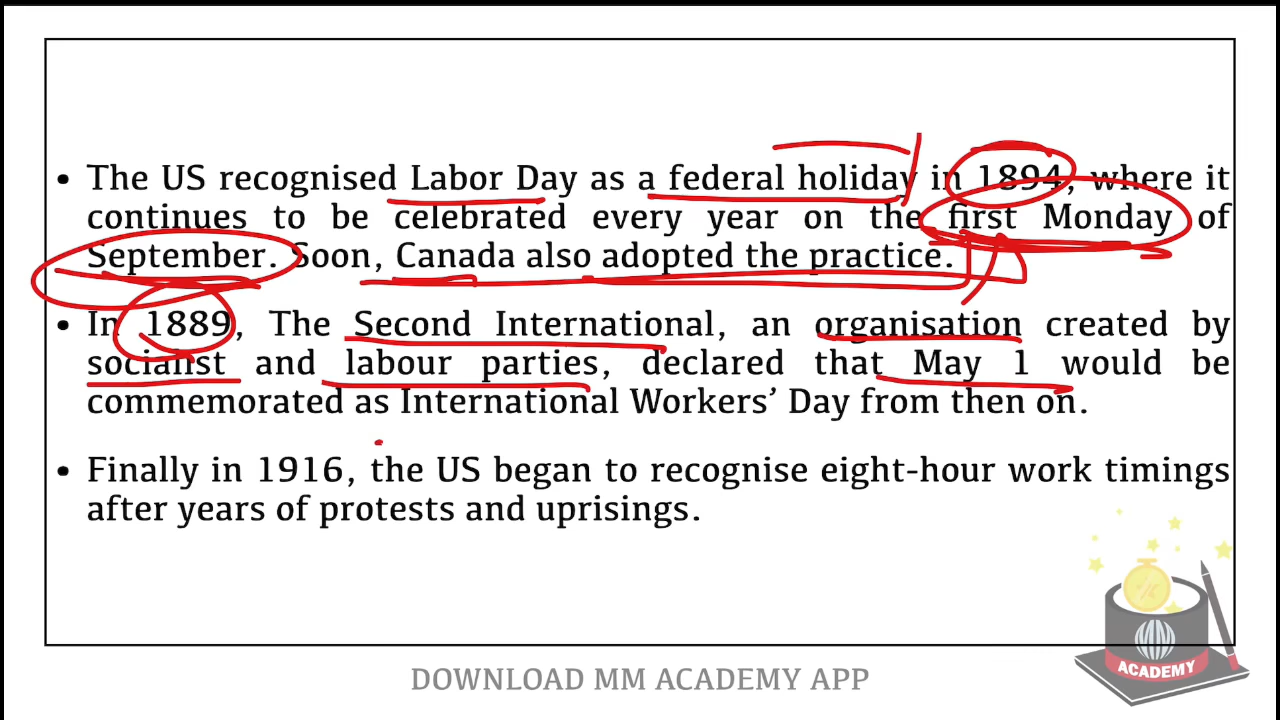 • The US recognised Labor Day as a federal holiday in 1894, where it
continues to be celebrated every year on the first Monday of
September. Soon, Canada also adopted the practice.
• In 1889, The Second International, an organisation created by
socialist and labour parties, declared that May 1 would be
commemorated as International Workers’ Day from then on.
• Finally in 1916, the US began to recognise eight-hour work timings
after years of protests and uprisings.
ACADEMY
DOWNLOAD MM ACADEMY APP